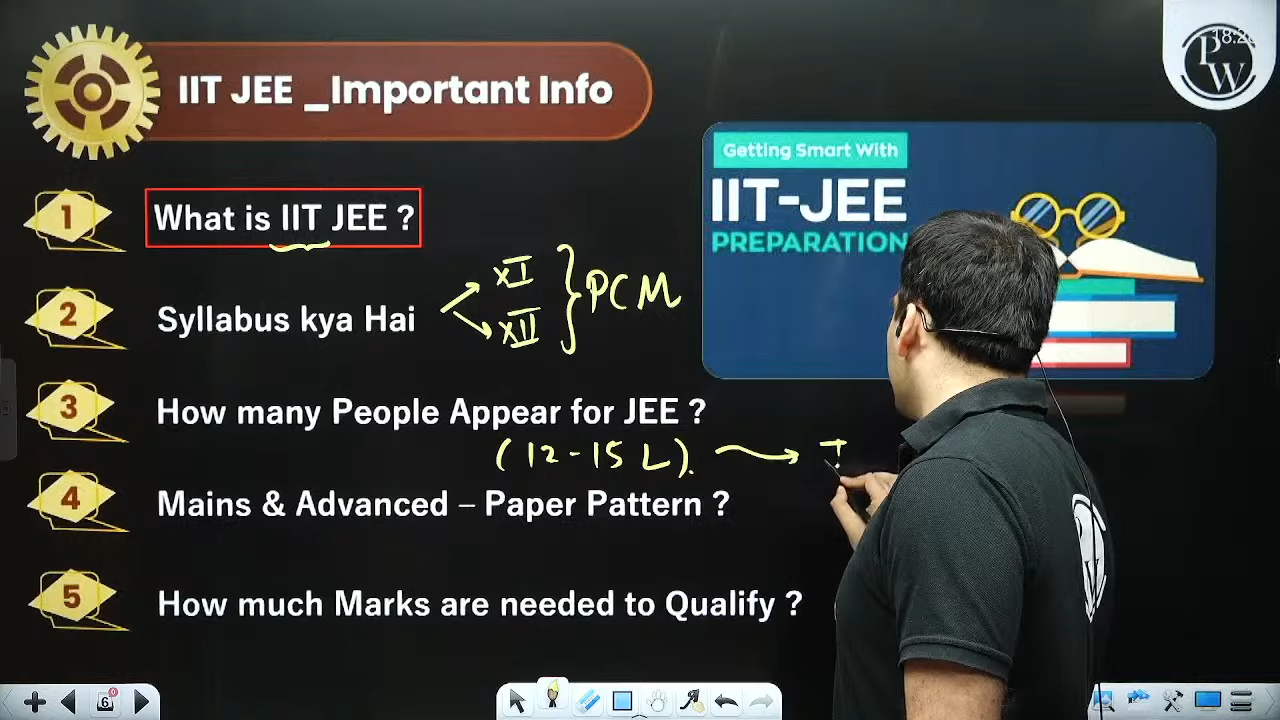 IIT JEE _Important Info
PW
18:2
Getting Smart With
IIT-JEE
PREPARATION
1
What is IIT JEE ?
XI
XII
PCM
2
Syllabus kya Hai
3
How many People Appear for JEE ?
(12-15 L).
4
Mains & Advanced – Paper Pattern ?
5
How much Marks are needed to Qualify ?
6
0